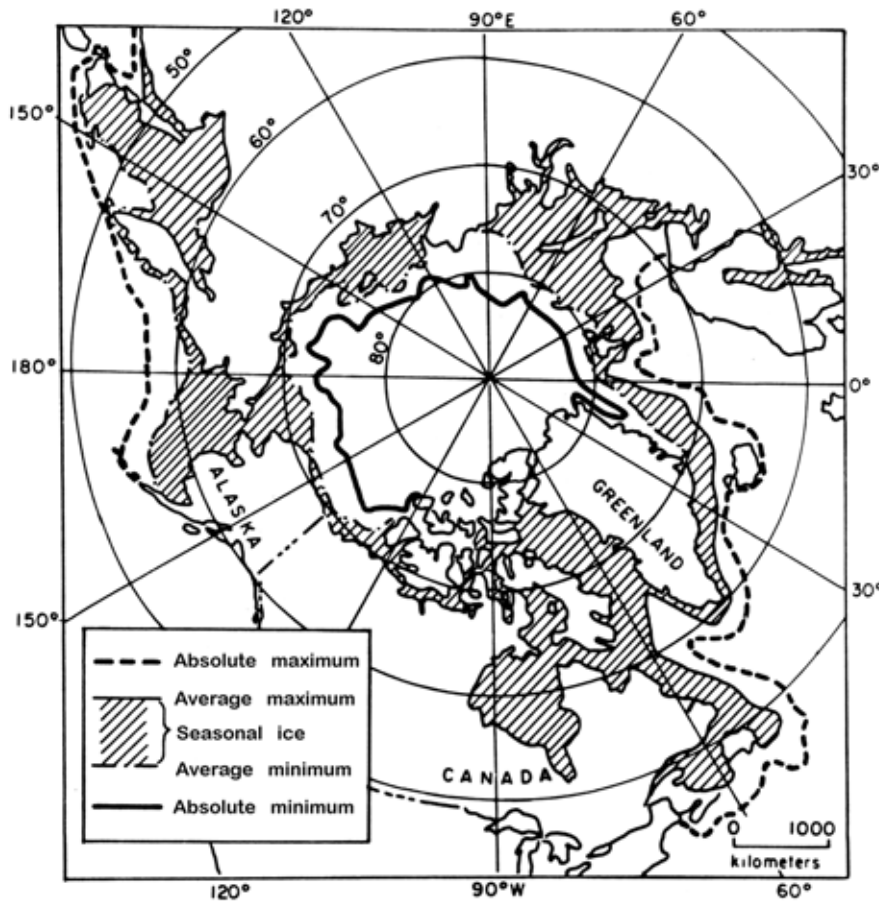 120°
90°E
60°
50°
150°
60°
30°
70°
80°
180°
0°
ALASKA
GREENLAND
150°
30°
Absolute maximum
Average maximum
Seasonal ice
Average minimum
Absolute minimum
CANADA
0 1000
kilometers
120°
90°W
60°